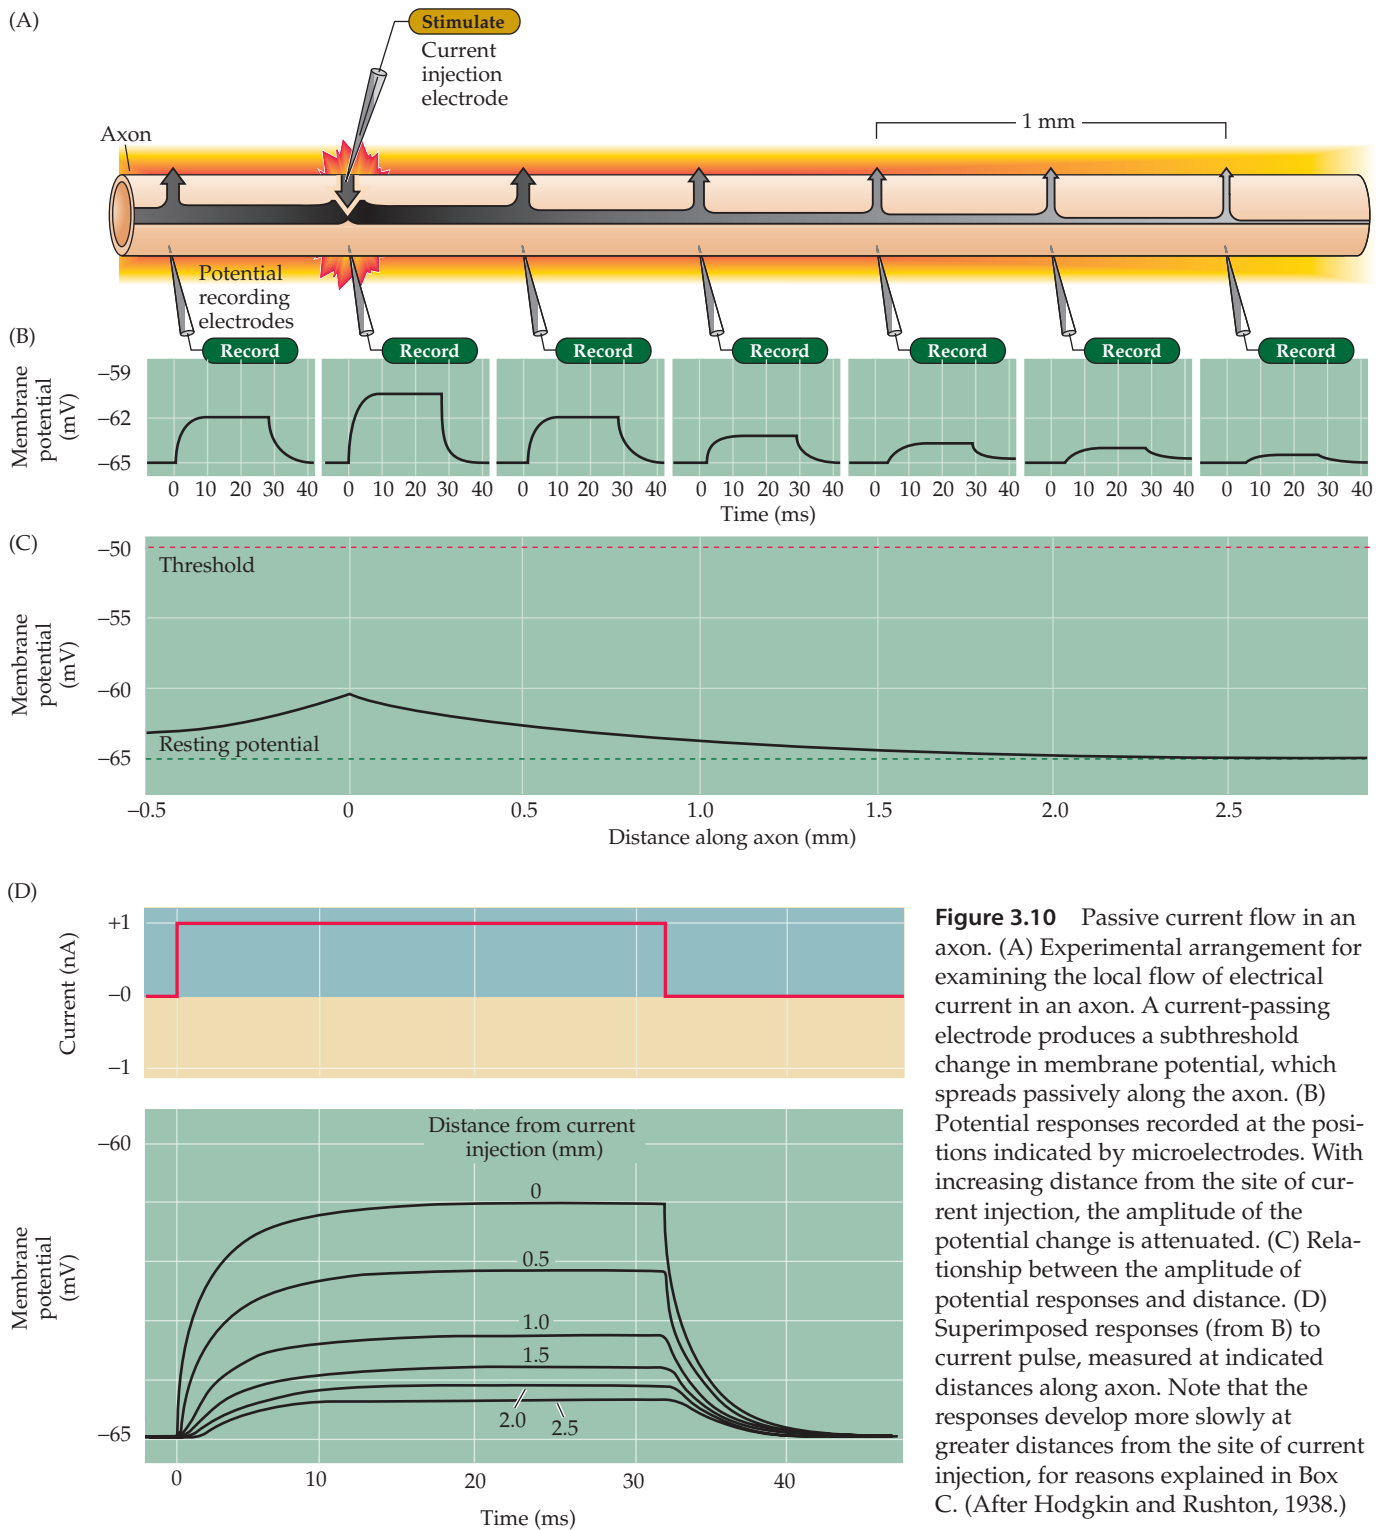 (A)
Stimulate
Current
injection
electrode
1 mm
Axon
Potential
recording
electrodes
(B)
Record Record Record Record Record Record Record
Membrane
potential
(mV)
–59
–62
–65
0 10 20 30 40 0 10 20 30 40 0 10 20 30 40 0 10 20 30 40 0 10 20 30 40 0 10 20 30 40 0 10 20 30 40
Time (ms)
(C)
Membrane
potential
(mV)
–50
Threshold
–55
–60
Resting potential
–65
–0.5 0 0.5 1.0 1.5 2.0 2.5
Distance along axon (mm)
(D)
Current (nA)
+1
–0
–1
Membrane
potential
(mV)
–60
Distance from current
injection (mm)
0
0.5
1.0
1.5
2.0
2.5
–65
0 10 20 30 40
Time (ms)
Figure 3.10 Passive current flow in an
axon. (A) Experimental arrangement for
examining the local flow of electrical
current in an axon. A current-passing
electrode produces a subthreshold
change in membrane potential, which
spreads passively along the axon. (B)
Potential responses recorded at the posi-
tions indicated by microelectrodes. With
increasing distance from the site of cur-
rent injection, the amplitude of the
potential change is attenuated. (C) Rela-
tionship between the amplitude of
potential responses and distance. (D)
Superimposed responses (from B) to
current pulse, measured at indicated
distances along axon. Note that the
responses develop more slowly at
greater distances from the site of current
injection, for reasons explained in Box
C. (After Hodgkin and Rushton, 1938.)